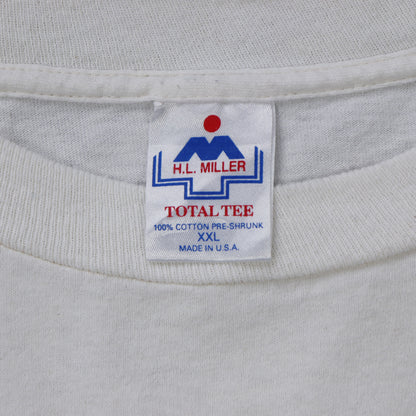 H.L. MILLER
TOTAL TEE
100% COTTON PRE-SHRUNK
XXL
MADE IN U.S.A.